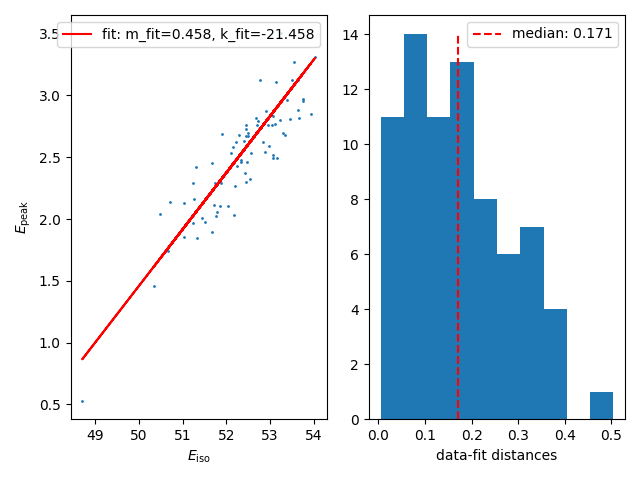 fit: m_fit=0.458, k_fit=-21.458
3.5
3.0
2.5
2.0
1.5
1.0
0.5
E_peak
49 50 51 52 53 54
E_iso
median: 0.171
14
12
10
8
6
4
2
0
0.0 0.1 0.2 0.3 0.4 0.5
data-fit distances